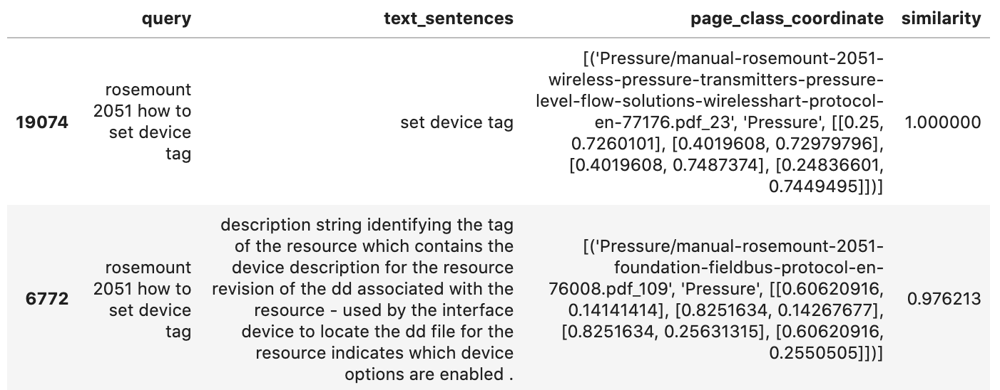 query text_sentences page_class_coordinate similarity
19074
rosemount
2051 how to
set device
tag
set device tag
[('Pressure/manual-rosemount-2051-
wireless-pressure-transmitters-pressure-
level-flow-solutions-wirelesshart-protocol-
en-77176.pdf_23', 'Pressure', [[0.25,
0.7260101], [0.4019608, 0.72979796],
[0.4019608, 0.7487374], [0.24836601,
0.7449495]])]
1.000000
6772
rosemount
2051 how to
set device
tag
description string identifying the tag
of the resource which contains the
device description for the resource
revision of the dd associated with the
resource - used by the interface
device to locate the dd file for the
resource indicates which device
options are enabled .
[('Pressure/manual-rosemount-2051-
foundation-fieldbus-protocol-en-
76008.pdf_109', 'Pressure', [[0.60620916,
0.14141414], [0.8251634, 0.14267677],
[0.8251634, 0.25631315], [0.60620916,
0.2550505]])]
0.976213